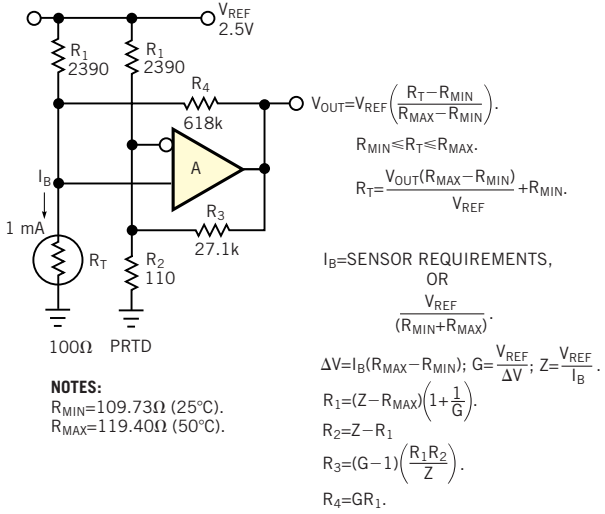 V_REF
2.5V
R_1
2390
R_1
2390
R_4
618k
V_OUT=V_REF((R_T−R_MIN)/(R_MAX−R_MIN)).
R_MIN≤R_T≤R_MAX.
R_T=V_OUT(R_MAX−R_MIN)/V_REF+R_MIN.
A
I_B
1 mA
R_3
27.1k
R_T
R_2
110
100Ω PRTD
I_B=SENSOR REQUIREMENTS,
OR
V_REF/(R_MIN+R_MAX).
ΔV=I_B(R_MAX−R_MIN); G=V_REF/ΔV; Z=V_REF/I_B.
R_1=(Z−R_MAX)(1+1/G).
R_2=Z−R_1
R_3=(G−1)(R_1R_2/Z).
R_4=GR_1.
NOTES:
R_MIN=109.73Ω (25°C).
R_MAX=119.40Ω (50°C).